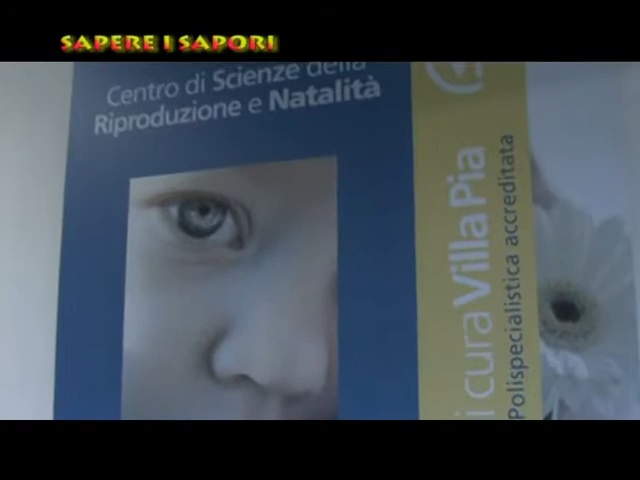 SAPERE I SAPORI
Centro di Scienze della
Riproduzione e Natalità
i cura Villa Pia
Polispecialistica accreditata